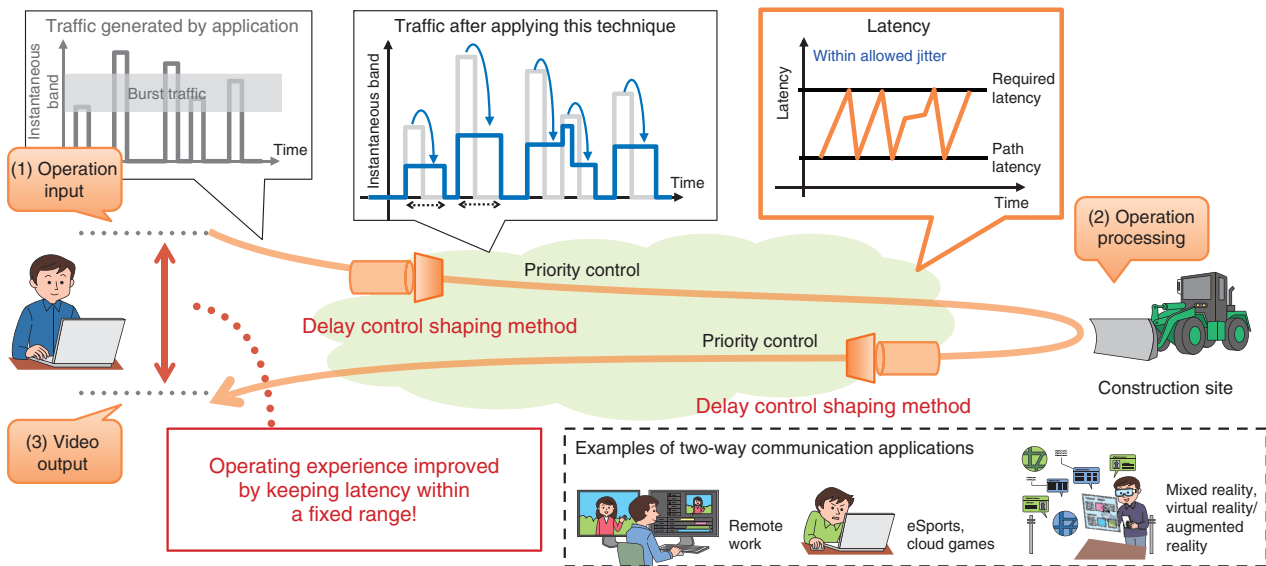 Traffic generated by application
Instantaneous
band
Burst traffic
Time
(1) Operation
input
Traffic after applying this technique
Instantaneous band
Time
Latency
Within allowed jitter
Latency
Required
latency
Path
latency
Time
(2) Operation
processing
Priority control
Delay control shaping method
Priority control
Delay control shaping method
Construction site
(3) Video
output
Operating experience improved
by keeping latency within
a fixed range!
Examples of two-way communication applications
Remote
work
eSports,
cloud games
Mixed reality,
virtual reality/
augmented
reality